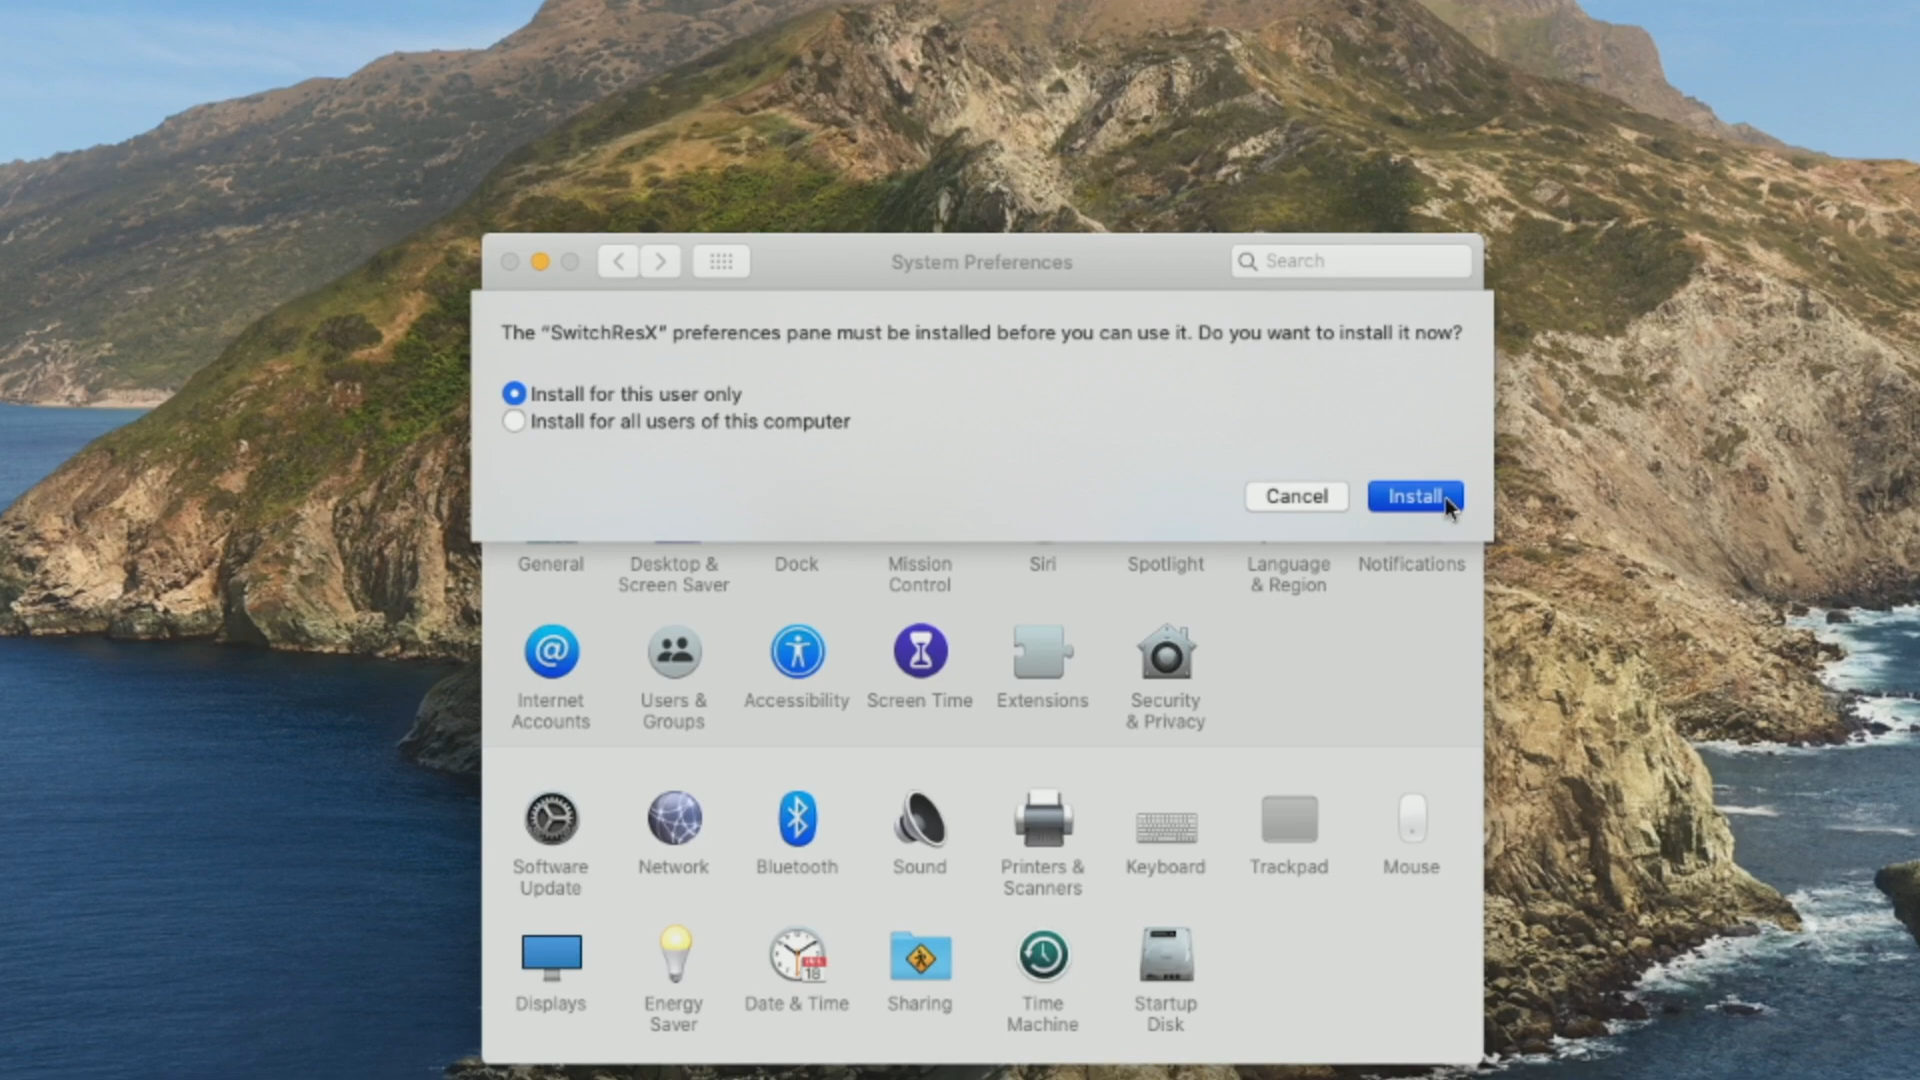 System Preferences
Search
The “SwitchResX” preferences pane must be installed before you can use it. Do you want to install it now?
Install for this user only
Install for all users of this computer
Cancel
Install
General
Desktop &
Screen Saver
Dock
Mission
Control
Siri
Spotlight
Language
& Region
Notifications
Internet
Accounts
Users &
Groups
Accessibility
Screen Time
Extensions
Security
& Privacy
Software
Update
Network
Bluetooth
Sound
Printers &
Scanners
Keyboard
Trackpad
Mouse
Displays
Energy
Saver
Date & Time
Sharing
Time
Machine
Startup
Disk
18